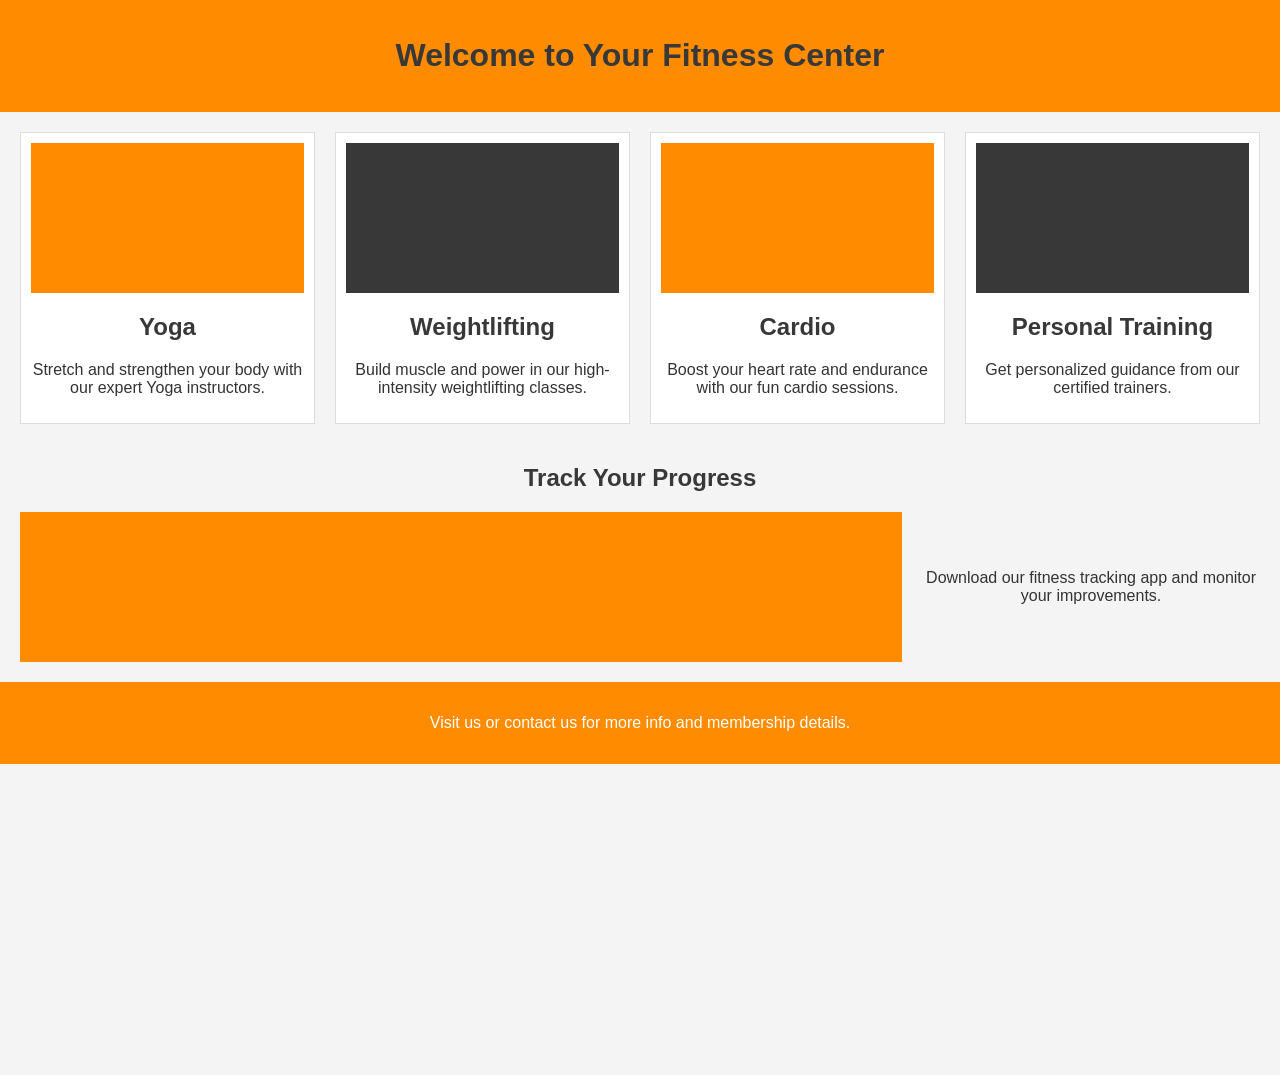 Welcome to Your Fitness Center
Yoga
Stretch and strengthen your body with
our expert Yoga instructors.
Weightlifting
Build muscle and power in our high-
intensity weightlifting classes.
Cardio
Boost your heart rate and endurance
with our fun cardio sessions.
Personal Training
Get personalized guidance from our
certified trainers.
Track Your Progress
Download our fitness tracking app and monitor
your improvements.
Visit us or contact us for more info and membership details.